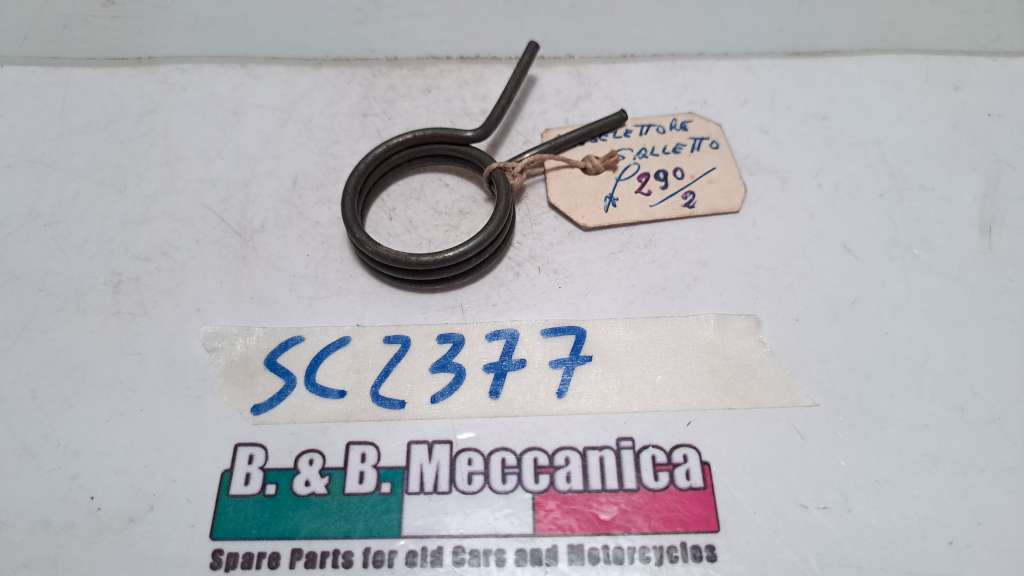 SELETTORE
GALLETTO
£ 290/2
SC2377
B. & B. Meccanica
Spare Parts for old Cars and Motorcycles